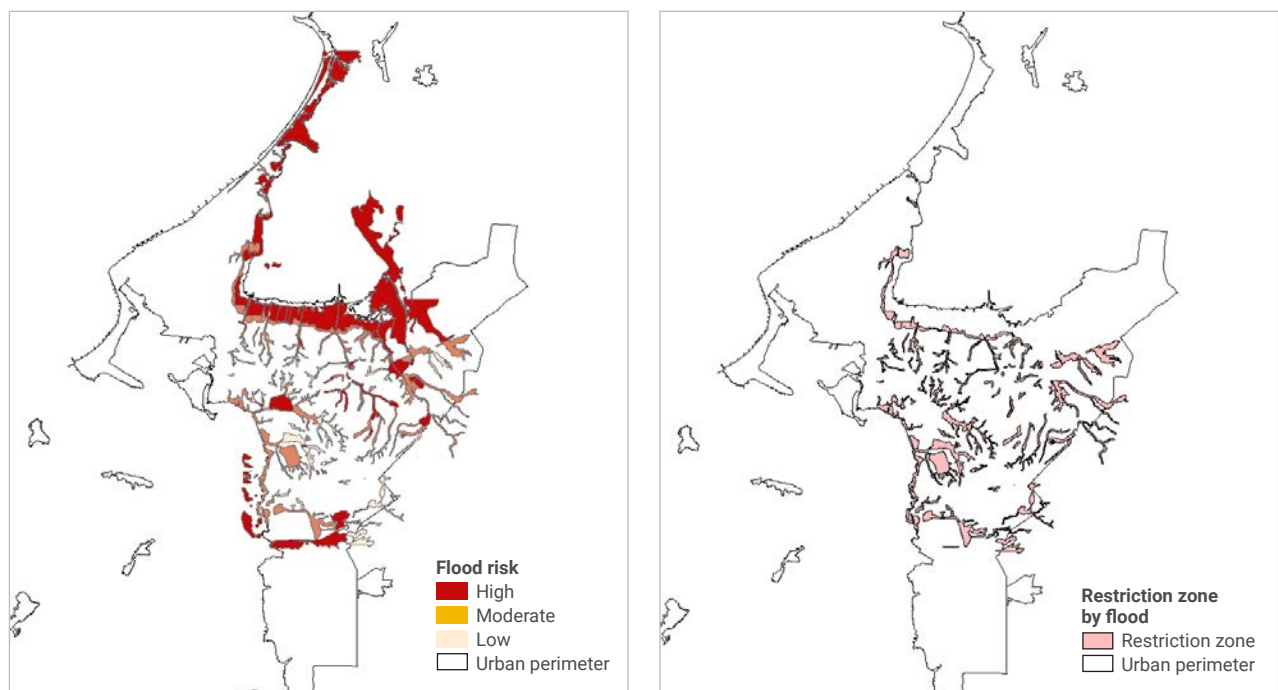 Flood risk
High
Moderate
Low
Urban perimeter
Restriction zone
by flood
Restriction zone
Urban perimeter